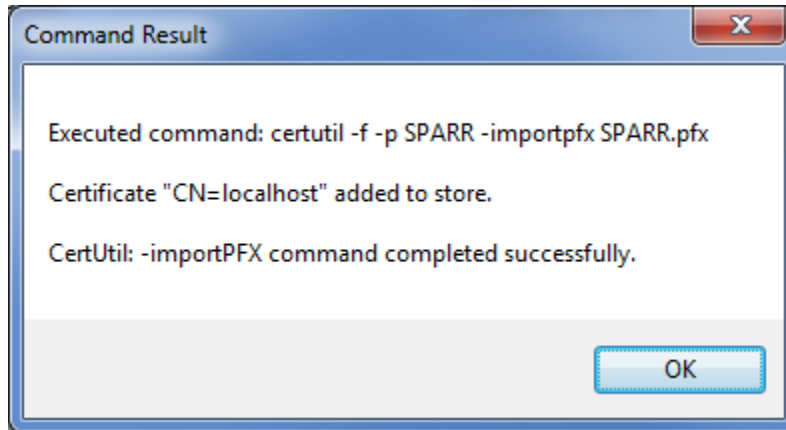 Command Result
Executed command: certutil -f -p SPARR -importpfx SPARR.pfx
Certificate "CN=localhost" added to store.
CertUtil: -importPFX command completed successfully.
OK